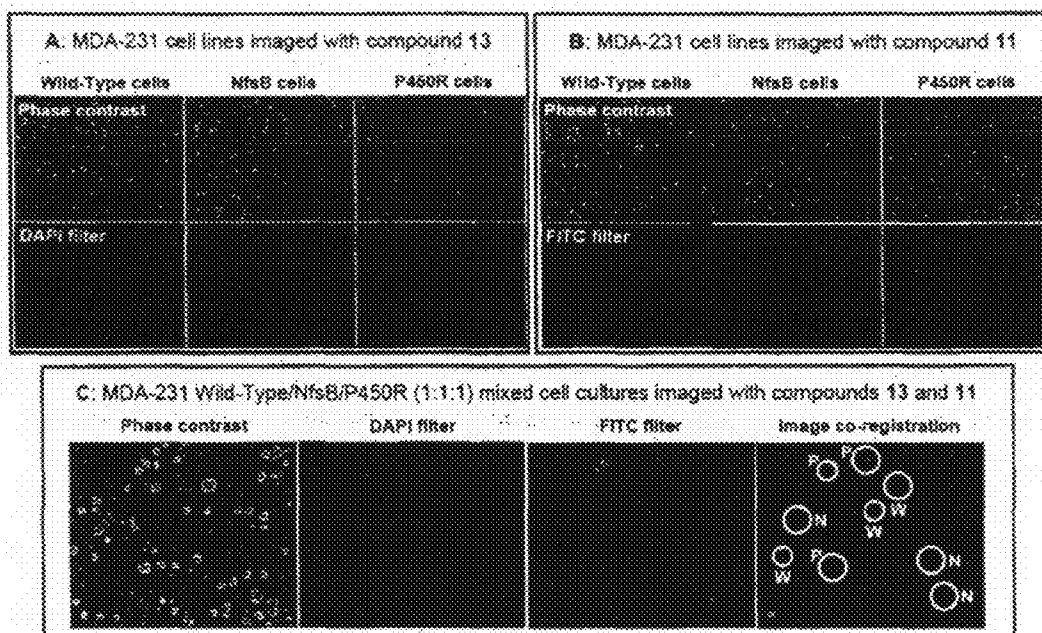 A: MDA-231 cell lines imaged with compound 13
Wild-Type cells NfsB cells P450R cells
Phase contrast
DAPI filter
B: MDA-231 cell lines imaged with compound 11
Wild-Type cells NfsB cells P450R cells
Phase contrast
FITC filter
C: MDA-231 Wild-Type/NfsB/P450R (1:1:1) mixed cell cultures imaged with compounds 13 and 11
Phase contrast DAPI filter FITC filter Image co-registration
P P
W
N W
W P N
N